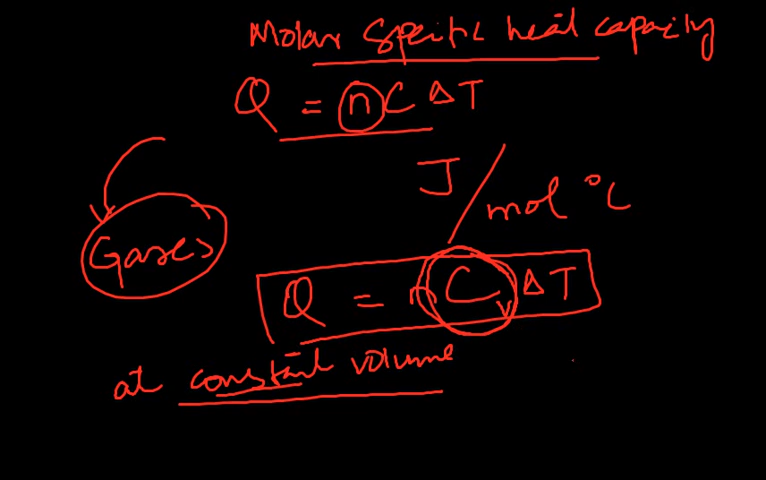 Molar Specific heat capacity
Q = nCΔT
J/mol °C
Gases
Q = nCvΔT
at constant volume